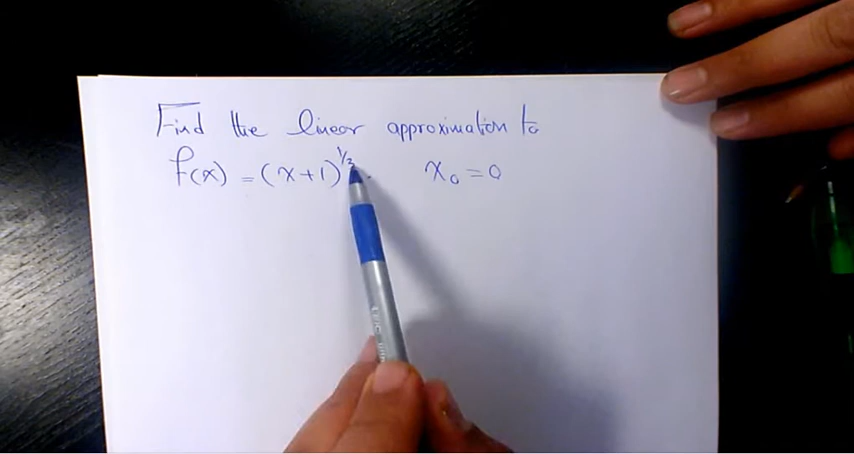 Find the linear approximation to
f(x) = (x+1)^1/2. x₀ = 0